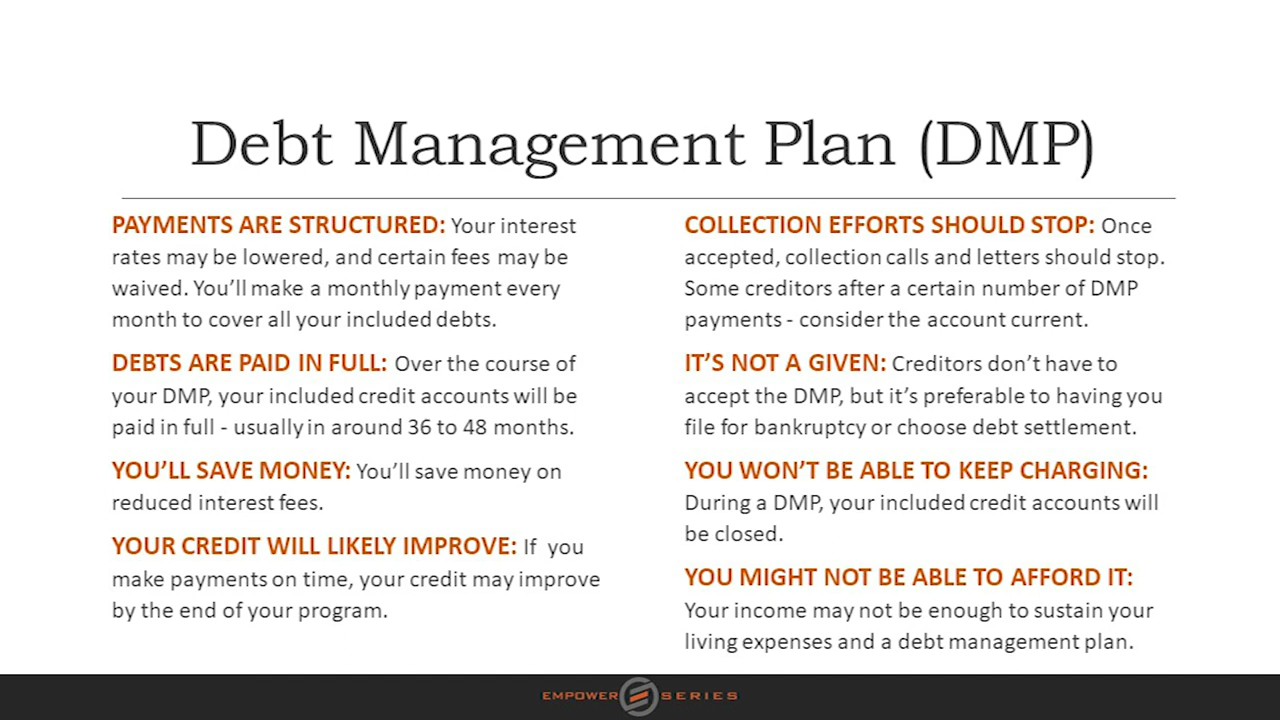 Debt Management Plan (DMP)
PAYMENTS ARE STRUCTURED: Your interest
rates may be lowered, and certain fees may be
waived. You’ll make a monthly payment every
month to cover all your included debts.
DEBTS ARE PAID IN FULL: Over the course of
your DMP, your included credit accounts will be
paid in full - usually in around 36 to 48 months.
YOU’LL SAVE MONEY: You’ll save money on
reduced interest fees.
YOUR CREDIT WILL LIKELY IMPROVE: If you
make payments on time, your credit may improve
by the end of your program.
COLLECTION EFFORTS SHOULD STOP: Once
accepted, collection calls and letters should stop.
Some creditors after a certain number of DMP
payments - consider the account current.
IT’S NOT A GIVEN: Creditors don’t have to
accept the DMP, but it’s preferable to having you
file for bankruptcy or choose debt settlement.
YOU WON’T BE ABLE TO KEEP CHARGING:
During a DMP, your included credit accounts will
be closed.
YOU MIGHT NOT BE ABLE TO AFFORD IT:
Your income may not be enough to sustain your
living expenses and a debt management plan.
EMPOWER SERIES